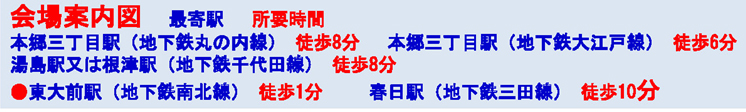 会場案内図　最寄駅　所要時間
本郷三丁目駅（地下鉄丸の内線）　徒歩8分　本郷三丁目駅（地下鉄大江戸線）　徒歩6分
湯島駅又は根津駅（地下鉄千代田線）　徒歩8分
●東大前駅（地下鉄南北線）　徒歩1分　春日駅（地下鉄三田線）　徒歩10分